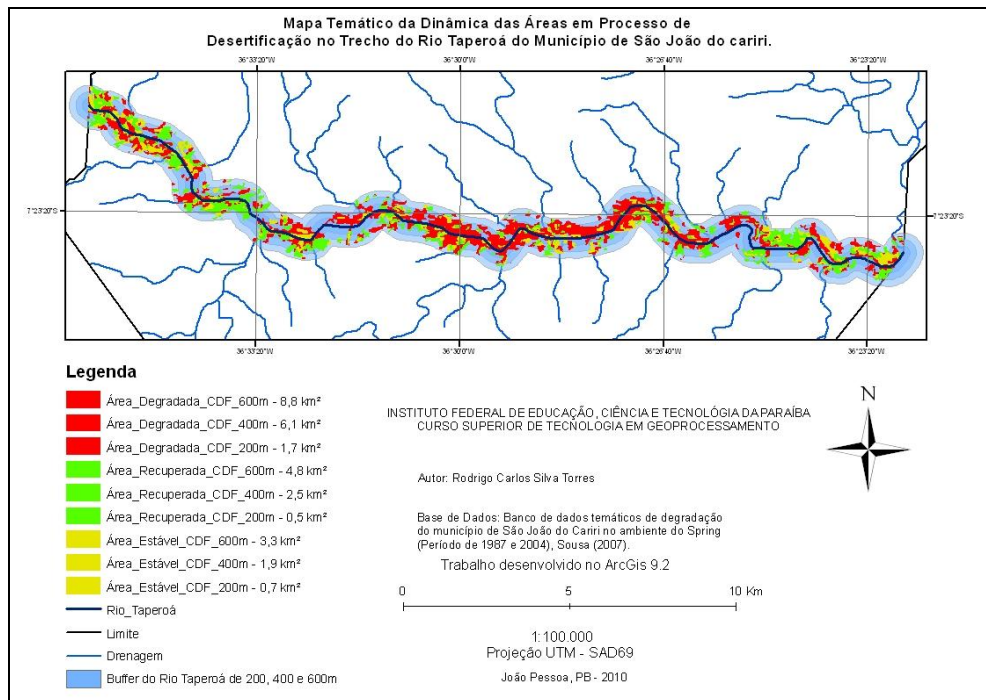 Mapa Temático da Dinâmica das Áreas em Processo de
Desertificação no Trecho do Rio Taperoá do Município de São João do cariri.
36°33'20"W
36°30'0"W
36°26'40"W
36°23'20"W
7°23'20"S
7°23'20"S
36°33'20"W
36°30'0"W
36°26'40"W
36°23'20"W
Legenda
Área_Degradada_CDF_600m - 8,8 km²
Área_Degradada_CDF_400m - 6,1 km²
Área_Degradada_CDF_200m - 1,7 km²
Área_Recuperada_CDF_600m - 4,8 km²
Área_Recuperada_CDF_400m - 2,5 km²
Área_Recuperada_CDF_200m - 0,5 km²
Área_Estável_CDF_600m - 3,3 km²
Área_Estável_CDF_400m - 1,9 km²
Área_Estável_CDF_200m - 0,7 km²
Rio_Taperoá
Limite
Drenagem
Buffer do Rio Taperoá de 200, 400 e 600m
INSTITUTO FEDERAL DE EDUCAÇÃO, CIÊNCIA E TECNOLÓGIA DA PARAÍBA
CURSO SUPERIOR DE TECNOLOGIA EM GEOPROCESSAMENTO
N
Autor: Rodrigo Carlos Silva Torres
Base de Dados: Banco de dados temáticos de degradação
do município de São João do Cariri no ambiente do Spring
(Período de 1987 e 2004), Sousa (2007).
Trabalho desenvolvido no ArcGis 9.2
0 5 10 Km
1:100.000
Projeção UTM - SAD69
João Pessoa, PB - 2010